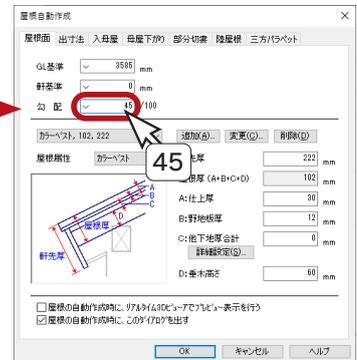 屋根自動作成
屋根面 出寸法 入母屋 母屋下がり 部分切妻 陸屋根 三方パラペット
GL基準 3585 mm
軒基準 0 mm
勾 配 45 /100
カラーベスト, 102, 222 追加(A)... 変更(C)... 削除(D)
屋根属性 カラーベスト 先厚 222 mm
45
根厚 (A+B+C+D) 102 mm
A:仕上厚 30 mm
B:野地板厚 12 mm
C:他下地厚合計 0 mm
詳細設定(S)...
D:垂木高さ 60 mm
A
B
C
D
屋根厚
軒先厚
屋根の自動作成時に、リアルタイム3Dビューアでプレビュー表示を行う
屋根の自動作成時に、このダイアログを出す
OK キャンセル ヘルプ